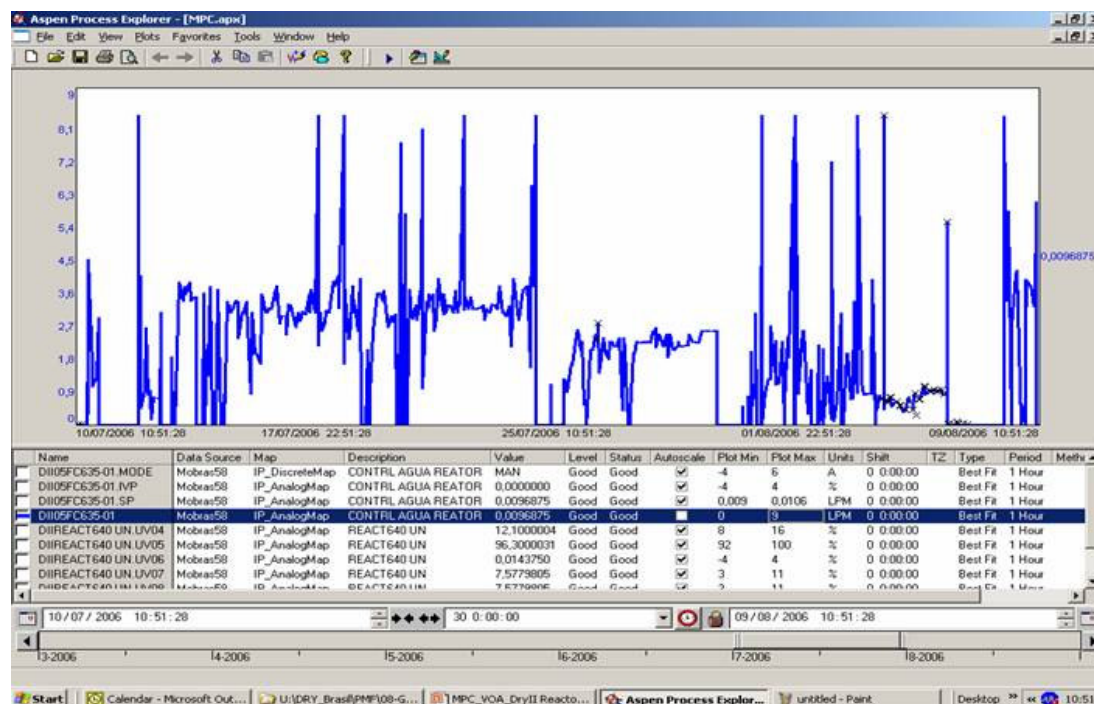 Aspen Process Explorer - [MPC.apx]
File Edit View Plots Favorites Tools Window Help
9
8,1
7,2
6,3
5,4
4,5
3,6
2,7
1,8
0,9
0
0,0096875
10/07/2006 10:51:28 17/07/2006 22:51:28 25/07/2006 10:51:28 01/08/2006 22:51:28 09/08/2006 10:51:28
Name Data Source Map Description Value Level Status Autoscale Plot Min Plot Max Units Shift TZ Type Period
DII05FC635-01.MODE Mobras58 IP_DiscreteMap CONTRL AGUA REATOR MAN Good Good -4 6 A 0 0:00:00 Best Fit 1 Hour
DII05FC635-01.IVP Mobras58 IP_AnalogMap CONTRL AGUA REATOR 0,0000000 Good Good -4 4 % 0 0:00:00 Best Fit 1 Hour
DII05FC635-01.SP Mobras58 IP_AnalogMap CONTRL AGUA REATOR 0,0096875 Good Good 0,009 0,0106 LPM 0 0:00:00 Best Fit 1 Hour
DII05FC635-01 Mobras58 IP_AnalogMap CONTRL AGUA REATOR 0,0096875 Good Good 0 9 LPM 0 0:00:00 Best Fit 1 Hour
DIIREACT640 UN.UV04 Mobras58 IP_AnalogMap REACT640 UN 12,1000004 Good Good 8 16 % 0 0:00:00 Best Fit 1 Hour
DIIREACT640 UN.UV05 Mobras58 IP_AnalogMap REACT640 UN 96,3000031 Good Good 92 100 % 0 0:00:00 Best Fit 1 Hour
DIIREACT640 UN.UV06 Mobras58 IP_AnalogMap REACT640 UN 0,0143750 Good Good -4 4 % 0 0:00:00 Best Fit 1 Hour
DIIREACT640 UN.UV07 Mobras58 IP_AnalogMap REACT640 UN 7,5779805 Good Good 3 11 % 0 0:00:00 Best Fit 1 Hour
10/07/2006 10:51:28 30 0:00:00 09/08/2006 10:51:28
3-2006 4-2006 5-2006 6-2006 7-2006 8-2006
Start Calendar - Microsoft Out... U:\DRY_Brasil\PMF\08-G... MPC_VOA_DryII Reacto... Aspen Process Explor... untitled - Paint Desktop 10:51